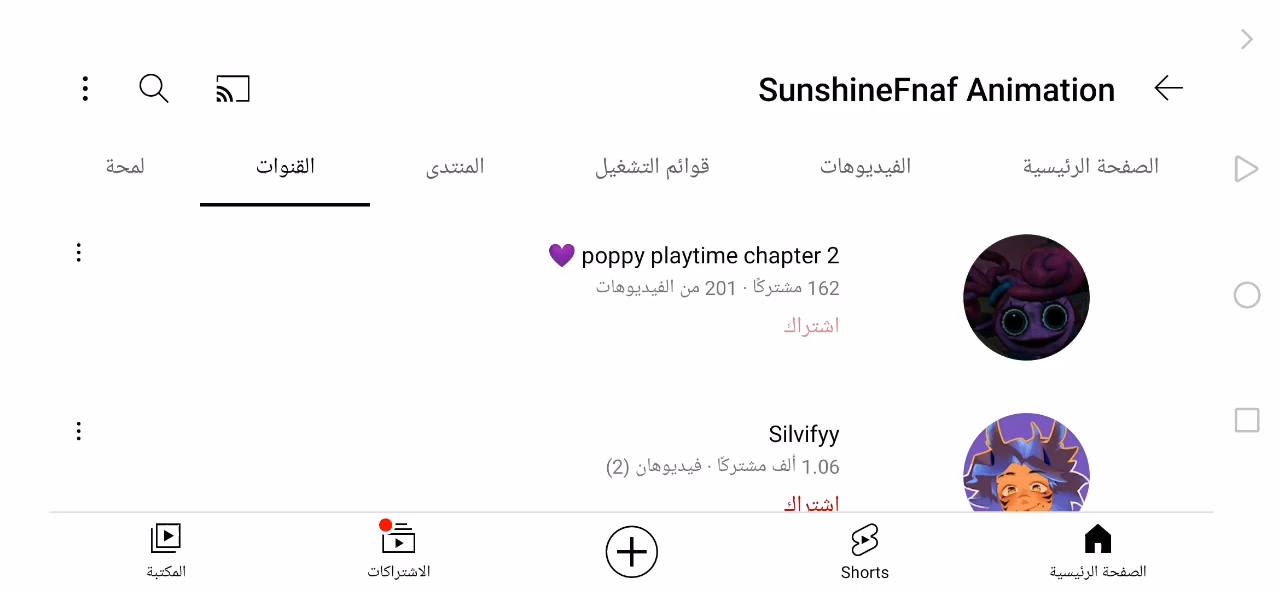 SunshineFnaf Animation
الصفحة الرئيسية
الفيديوهات
قوائم التشغيل
المنتدى
القنوات
لمحة
poppy playtime chapter 2 💜
162 مشتركًا · 201 من الفيديوهات
اشتراك
Silvifyy
1.06 ألف مشتركًا · فيديوهان (2)
اشتراك
الصفحة الرئيسية
Shorts
الاشتراكات
المكتبة